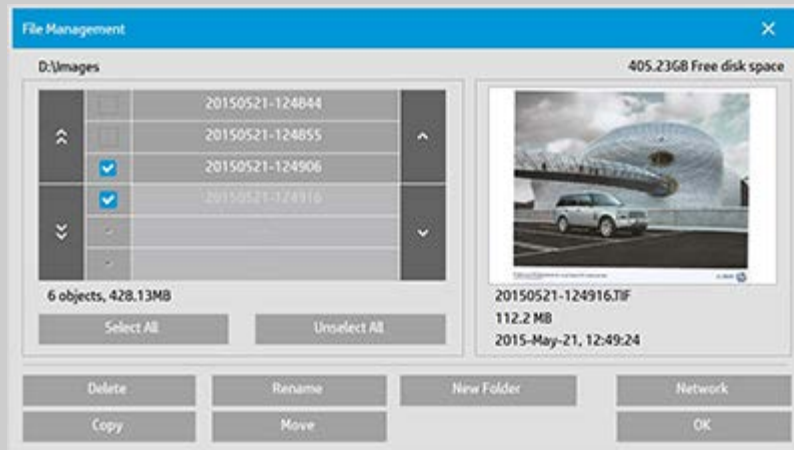 File Management
D:\Images
405.23GB Free disk space
20150521-124844
20150521-124855
20150521-124906
20150521-124916
6 objects, 428.13MB
Select All
Unselect All
20150521-124916.TIF
112.2 MB
2015-May-21, 12:49:24
Delete
Rename
New Folder
Network
Copy
Move
OK